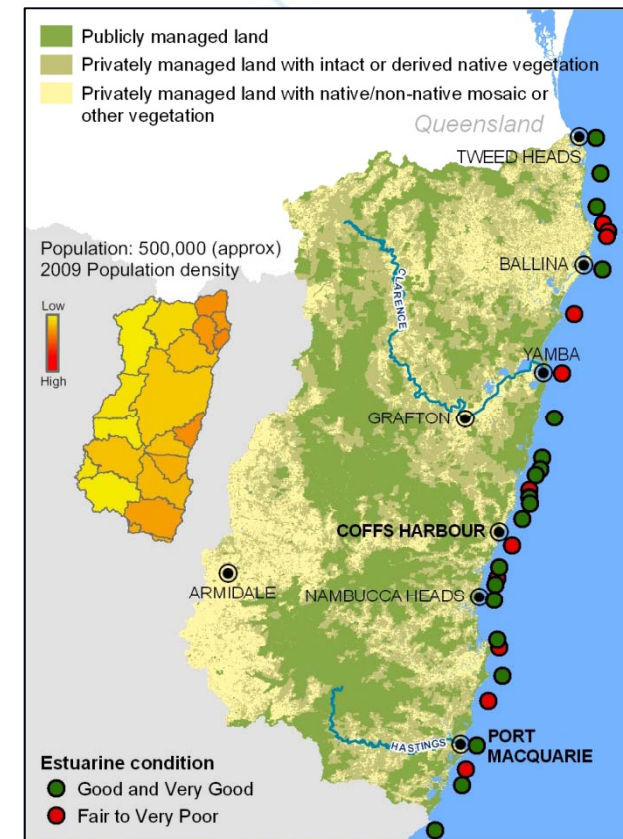 Publicly managed land
Privately managed land with intact or derived native vegetation
Privately managed land with native/non-native mosaic or
other vegetation
Queensland
TWEED HEADS
Population: 500,000 (approx)
2009 Population density
Low
High
BALLINA
CLARENCE
YAMBA
GRAFTON
COFFS HARBOUR
ARMIDALE
NAMBUCCA HEADS
HASTINGS
PORT
MACQUARIE
Estuarine condition
Good and Very Good
Fair to Very Poor